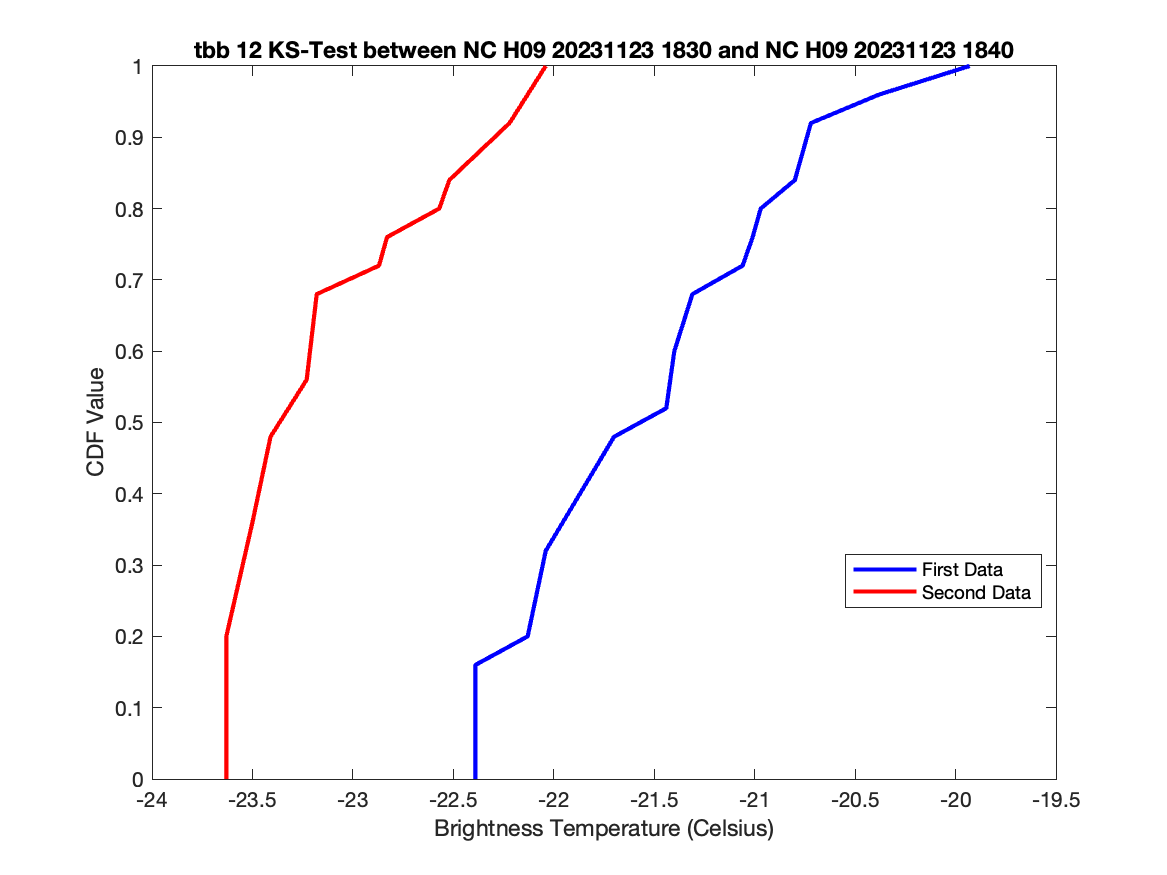 tbb 12 KS-Test between NC H09 20231123 1830 and NC H09 20231123 1840
1
0.9
0.8
0.7
0.6
0.5
0.4
0.3
0.2
0.1
0
CDF Value
First Data
Second Data
-24 -23.5 -23 -22.5 -22 -21.5 -21 -20.5 -20 -19.5
Brightness Temperature (Celsius)